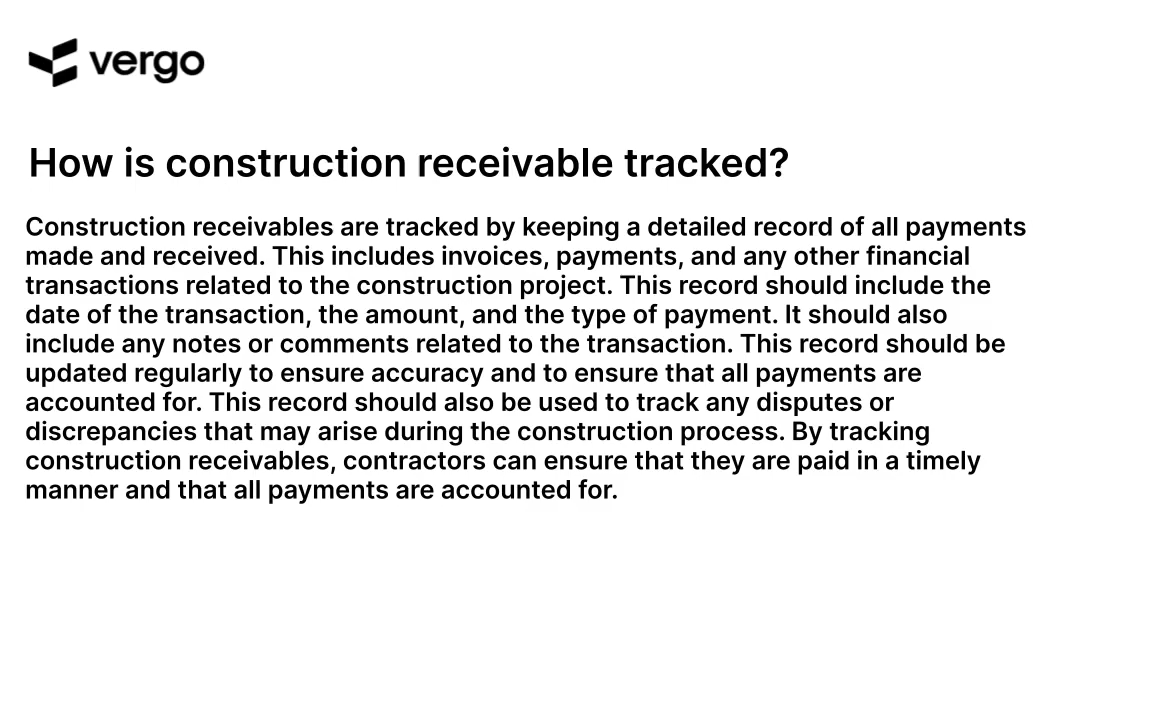 vergo
How is construction receivable tracked?
Construction receivables are tracked by keeping a detailed record of all payments
made and received. This includes invoices, payments, and any other financial
transactions related to the construction project. This record should include the
date of the transaction, the amount, and the type of payment. It should also
include any notes or comments related to the transaction. This record should be
updated regularly to ensure accuracy and to ensure that all payments are
accounted for. This record should also be used to track any disputes or
discrepancies that may arise during the construction process. By tracking
construction receivables, contractors can ensure that they are paid in a timely
manner and that all payments are accounted for.